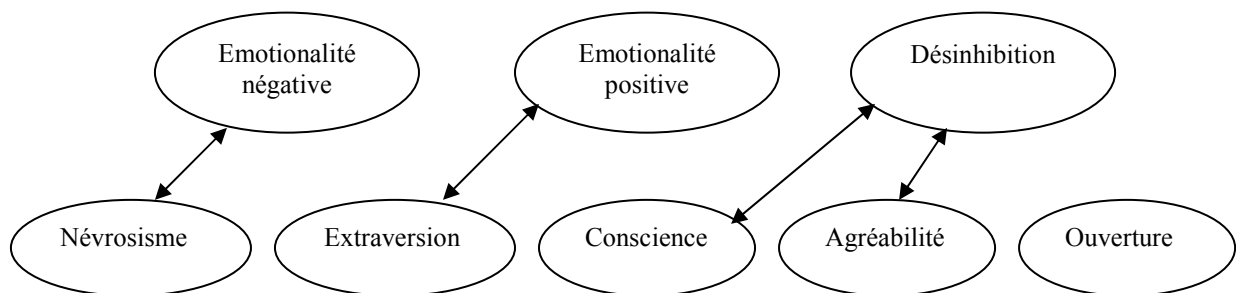 Emotionalité
négative
Emotionalité
positive
Désinhibition
Névrosisme
Extraversion
Conscience
Agréabilité
Ouverture